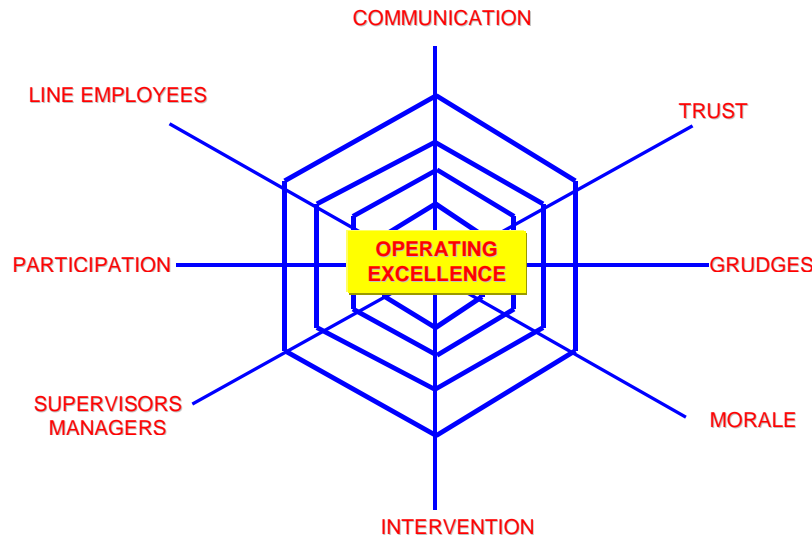 COMMUNICATION
LINE EMPLOYEES
TRUST
OPERATING
EXCELLENCE
PARTICIPATION
GRUDGES
SUPERVISORS
MANAGERS
MORALE
INTERVENTION